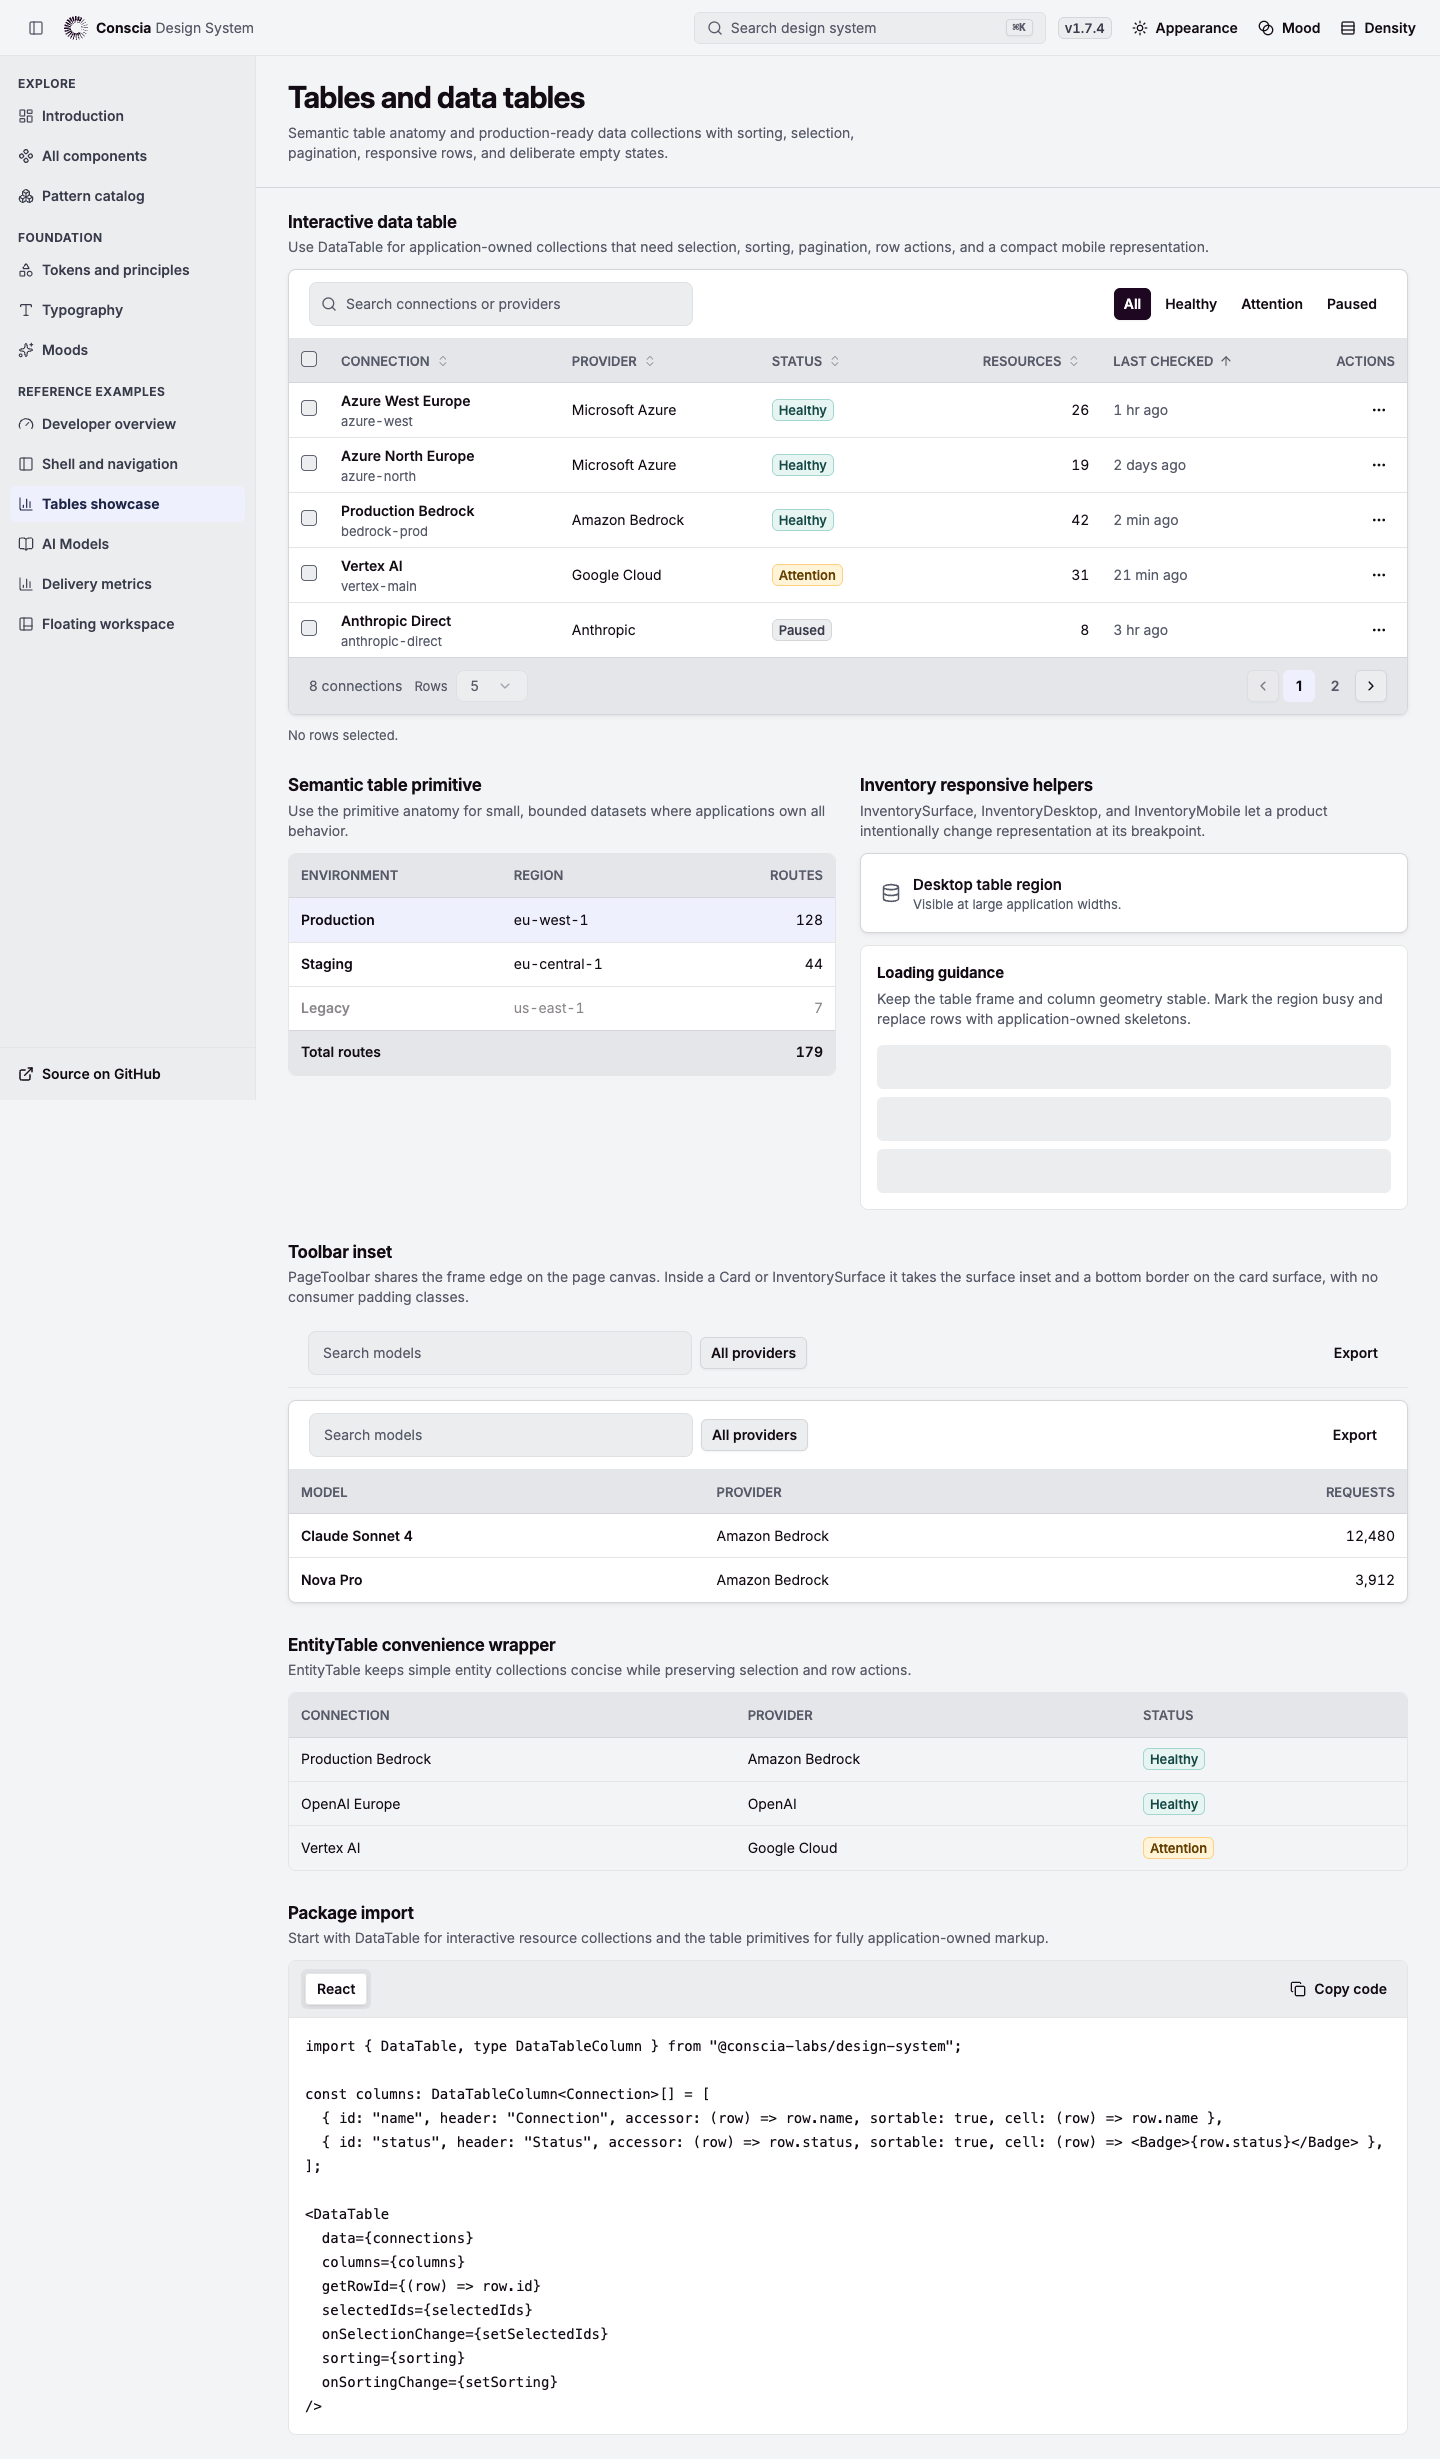 Conscia Design System
Search design system
⌘K
v1.7.4
Appearance
Mood
Density
EXPLORE
Introduction
All components
Pattern catalog
FOUNDATION
Tokens and principles
Typography
Moods
REFERENCE EXAMPLES
Developer overview
Shell and navigation
Tables showcase
AI Models
Delivery metrics
Floating workspace
Source on GitHub
Tables and data tables
Semantic table anatomy and production-ready data collections with sorting, selection,
pagination, responsive rows, and deliberate empty states.
Interactive data table
Use DataTable for application-owned collections that need selection, sorting, pagination, row actions, and a compact mobile representation.
Search connections or providers
All Healthy Attention Paused
CONNECTION PROVIDER STATUS RESOURCES LAST CHECKED ACTIONS
Azure West Europe
azure-west
Microsoft Azure Healthy 26 1 hr ago
Azure North Europe
azure-north
Microsoft Azure Healthy 19 2 days ago
Production Bedrock
bedrock-prod
Amazon Bedrock Healthy 42 2 min ago
Vertex AI
vertex-main
Google Cloud Attention 31 21 min ago
Anthropic Direct
anthropic-direct
Anthropic Paused 8 3 hr ago
8 connections Rows 5 1 2
No rows selected.
Semantic table primitive
Use the primitive anatomy for small, bounded datasets where applications own all
behavior.
ENVIRONMENT REGION ROUTES
Production eu-west-1 128
Staging eu-central-1 44
Legacy us-east-1 7
Total routes 179
Inventory responsive helpers
InventorySurface, InventoryDesktop, and InventoryMobile let a product
intentionally change representation at its breakpoint.
Desktop table region
Visible at large application widths.
Loading guidance
Keep the table frame and column geometry stable. Mark the region busy and
replace rows with application-owned skeletons.
Toolbar inset
PageToolbar shares the frame edge on the page canvas. Inside a Card or InventorySurface it takes the surface inset and a bottom border on the card surface, with no
consumer padding classes.
Search models All providers Export
Search models All providers Export
MODEL PROVIDER REQUESTS
Claude Sonnet 4 Amazon Bedrock 12,480
Nova Pro Amazon Bedrock 3,912
EntityTable convenience wrapper
EntityTable keeps simple entity collections concise while preserving selection and row actions.
CONNECTION PROVIDER STATUS
Production Bedrock Amazon Bedrock Healthy
OpenAI Europe OpenAI Healthy
Vertex AI Google Cloud Attention
Package import
Start with DataTable for interactive resource collections and the table primitives for fully application-owned markup.
React Copy code
import { DataTable, type DataTableColumn } from "@conscia-labs/design-system";
const columns: DataTableColumn<Connection>[] = [
  { id: "name", header: "Connection", accessor: (row) => row.name, sortable: true, cell: (row) => row.name },
  { id: "status", header: "Status", accessor: (row) => row.status, sortable: true, cell: (row) => <Badge>{row.status}</Badge> },
];
<DataTable
  data={connections}
  columns={columns}
  getRowId={(row) => row.id}
  selectedIds={selectedIds}
  onSelectionChange={setSelectedIds}
  sorting={sorting}
  onSortingChange={setSorting}
/>